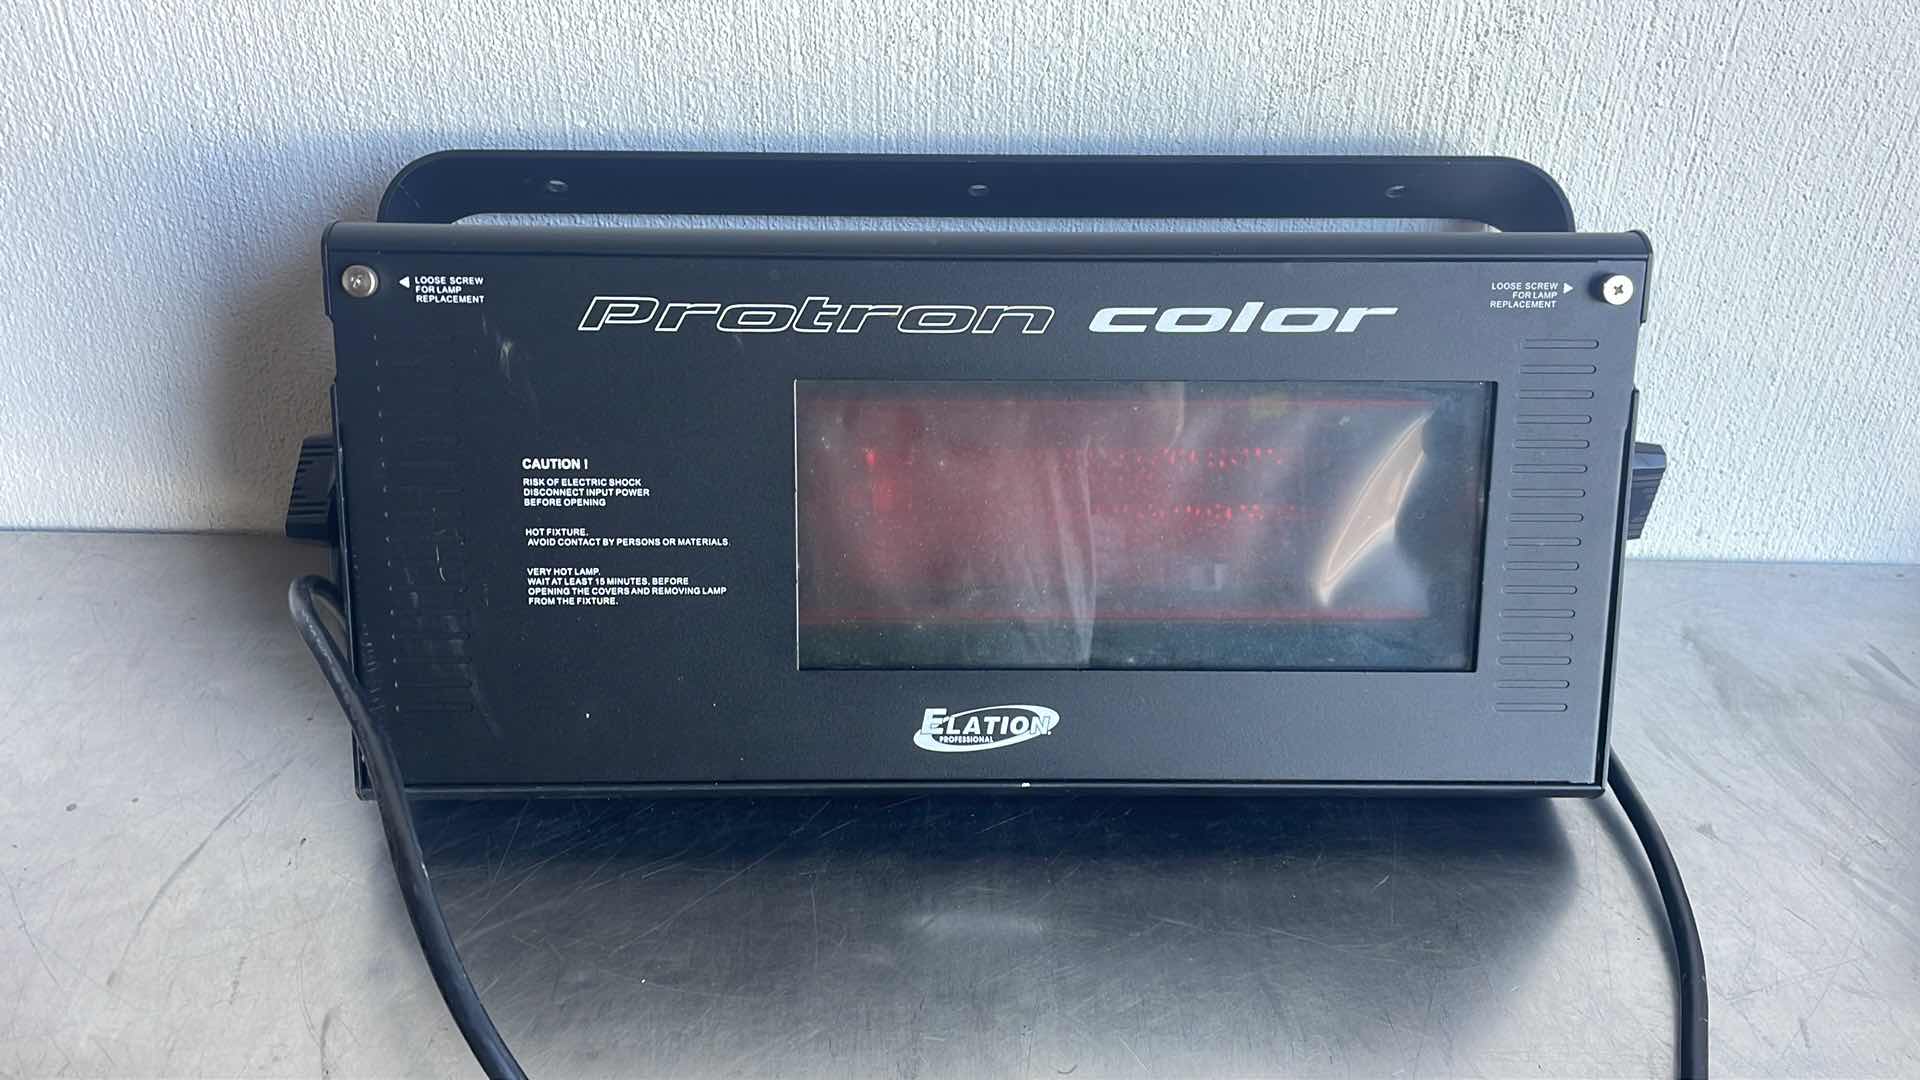 LOOSE SCREW
FOR LAMP
REPLACEMENT
LOOSE SCREW
FOR LAMP
REPLACEMENT
Protron color
CAUTION !
RISK OF ELECTRIC SHOCK
DISCONNECT INPUT POWER
BEFORE OPENING
HOT FIXTURE.
AVOID CONTACT BY PERSONS OR MATERIALS.
VERY HOT LAMP.
WAIT AT LEAST 15 MINUTES, BEFORE
OPENING THE COVERS AND REMOVING LAMP
FROM THE FIXTURE.
ELATION
PROFESSIONAL